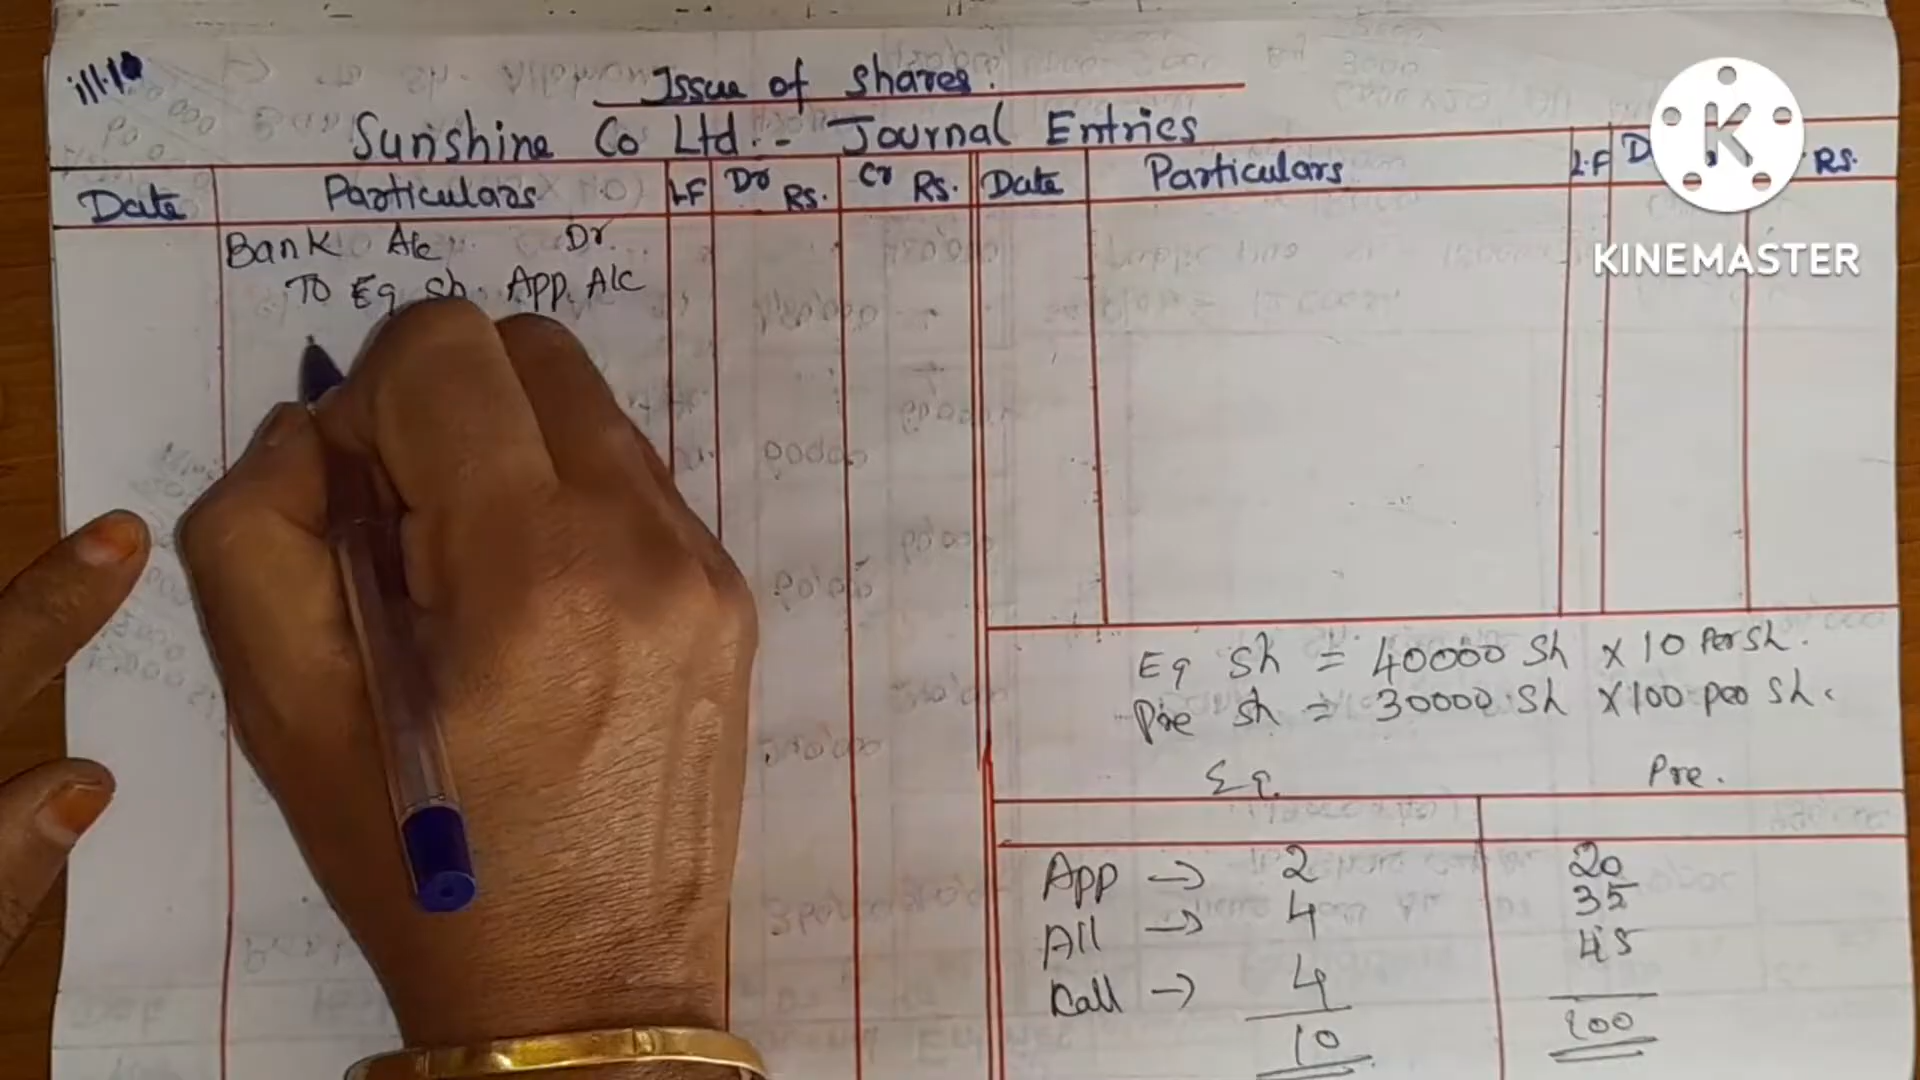 ill.10
Issue of shares.
Sunshine Co Ltd. - Journal Entries
Date Particulars LF Dr Rs. Cr Rs. Date Particulars L.F D Rs.
Bank A/c Dr.
To Eq Sh. App. A/c
KINEMASTER
Eq Sh = 40000 Sh × 10 Per Sh.
Pre Sh = 30000 Sh × 100 per Sh.
Eq. Pre.
App → 2 20
All → 4 35
Call → 4 45
10 100